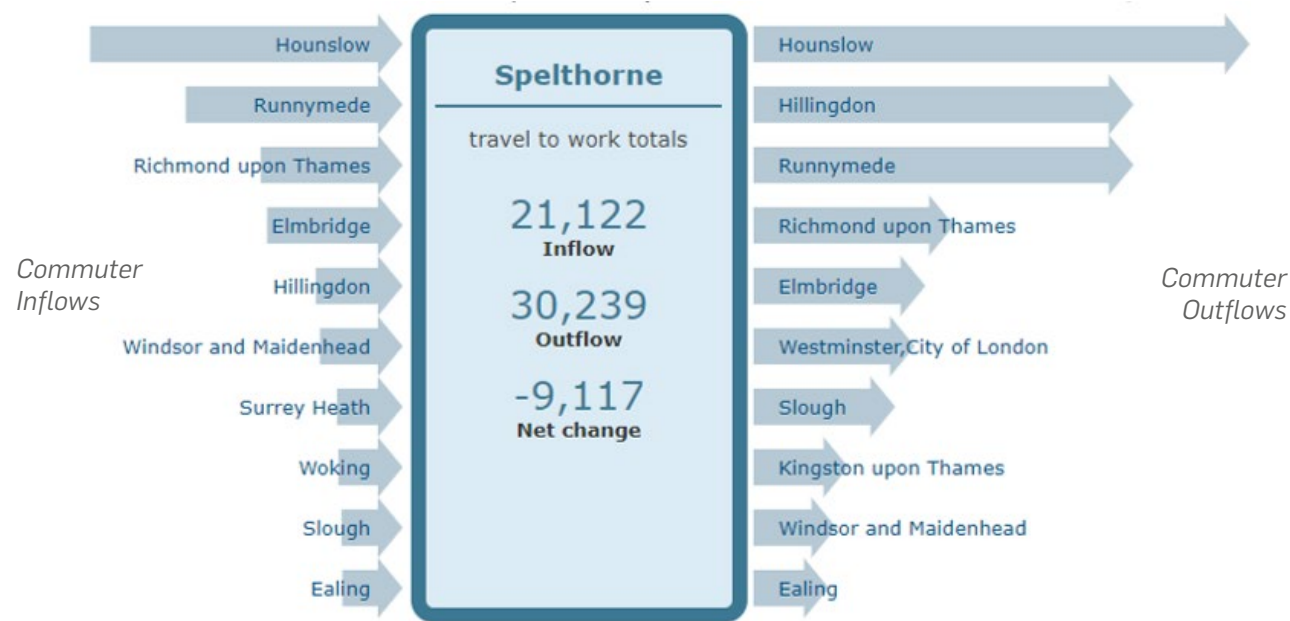 Hounslow
Runnymede
Richmond upon Thames
Elmbridge
Hillingdon
Windsor and Maidenhead
Surrey Heath
Woking
Slough
Ealing
Commuter
Inflows
Spelthorne
travel to work totals
21,122
Inflow
30,239
Outflow
-9,117
Net change
Hounslow
Hillingdon
Runnymede
Richmond upon Thames
Elmbridge
Westminster,City of London
Slough
Kingston upon Thames
Windsor and Maidenhead
Ealing
Commuter
Outflows